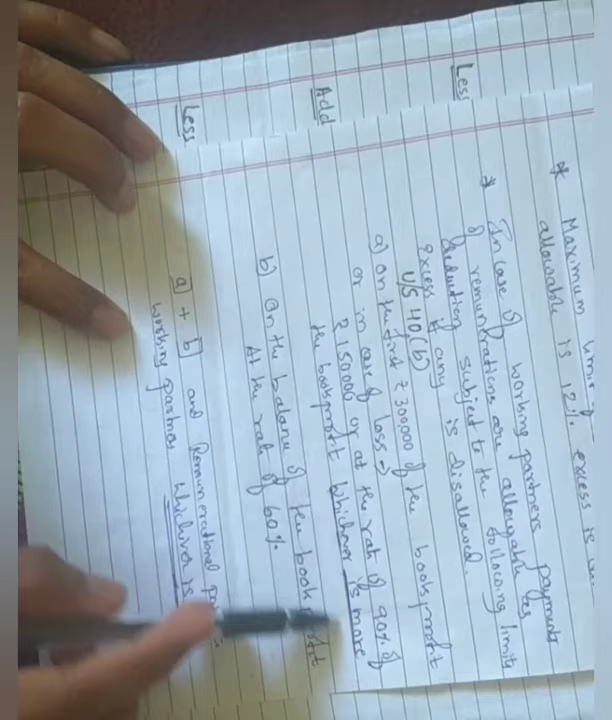 * Maximum limit
allowable is 12%. excess is
* In case of working partners payments
of remunerations are allowable as
deduction subject to the following limits
excess if any is disallowed.
U/S 40(b)
a) on the first ₹ 300,000 of the book profit
or in case of loss →
₹ 150,000 or at the rate of 90% of
the book profit whichever is more
b) On the balance of the book profit
At the rate of 60%.
a) + b) and Remunerational
working partner whichever is
Less
Add
Less